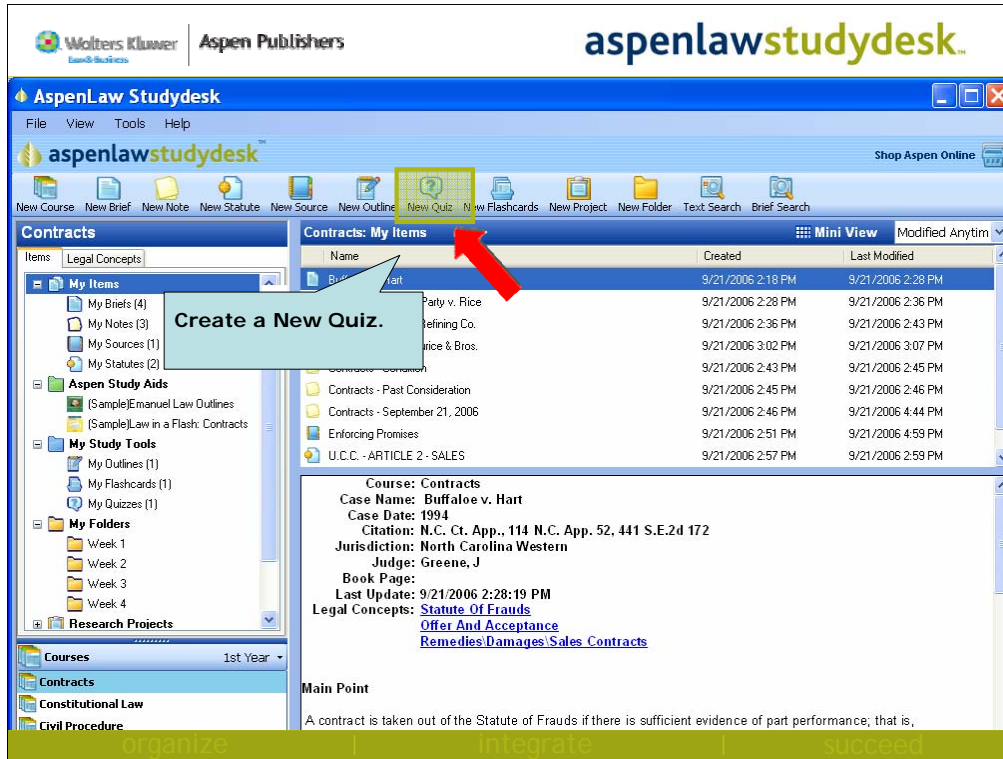 Wolters Kluwer
Law & Business
Aspen Publishers
aspenlawstudydesk™
AspenLaw Studydesk
File View Tools Help
aspenlawstudydesk™
Shop Aspen Online
New Course New Brief New Note New Statute New Source New Outline New Quiz New Flashcards New Project New Folder Text Search Brief Search
Contracts
Items Legal Concepts
My Items
My Briefs (4)
My Notes (3)
My Sources (1)
My Statutes (2)
Aspen Study Aids
(Sample)Emanuel Law Outlines
(Sample)Law in a Flash: Contracts
My Study Tools
My Outlines (1)
My Flashcards (1)
My Quizzes (1)
My Folders
Week 1
Week 2
Week 3
Week 4
Research Projects
Courses 1st Year
Contracts
Constitutional Law
Civil Procedure
Contracts: My Items Mini View Modified Anytim
Name Created Last Modified
Hart 9/21/2006 2:18 PM 9/21/2006 2:28 PM
Party v. Rice 9/21/2006 2:28 PM 9/21/2006 2:36 PM
Refining Co. 9/21/2006 2:36 PM 9/21/2006 2:43 PM
& Bros. 9/21/2006 3:02 PM 9/21/2006 3:07 PM
9/21/2006 2:43 PM 9/21/2006 2:45 PM
Contracts - Past Consideration 9/21/2006 2:45 PM 9/21/2006 2:46 PM
Contracts - September 21, 2006 9/21/2006 2:46 PM 9/21/2006 4:44 PM
Enforcing Promises 9/21/2006 2:51 PM 9/21/2006 4:59 PM
U.C.C. - ARTICLE 2 - SALES 9/21/2006 2:57 PM 9/21/2006 2:59 PM
Create a New Quiz.
Course: Contracts
Case Name: Buffaloe v. Hart
Case Date: 1994
Citation: N.C. Ct. App., 114 N.C. App. 52, 441 S.E.2d 172
Jurisdiction: North Carolina Western
Judge: Greene, J
Book Page:
Last Update: 9/21/2006 2:28:19 PM
Legal Concepts: Statute Of Frauds
Offer And Acceptance
Remedies\Damages\Sales Contracts
Main Point
A contract is taken out of the Statute of Frauds if there is sufficient evidence of part performance; that is,
organize | integrate | succeed